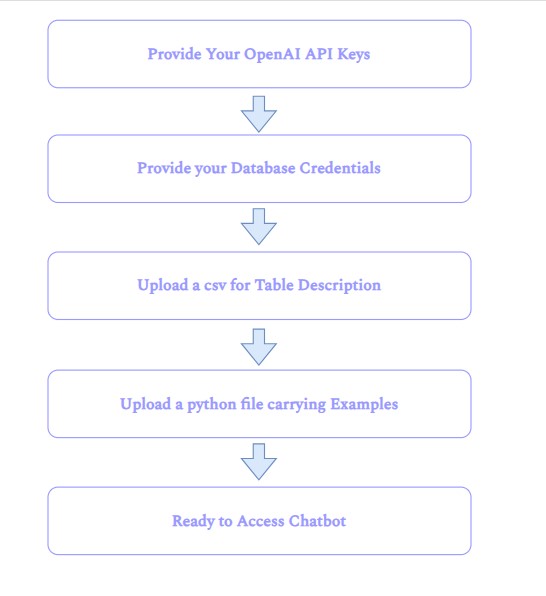 Provide Your OpenAI API Keys
Provide your Database Credentials
Upload a csv for Table Description
Upload a python file carrying Examples
Ready to Access Chatbot